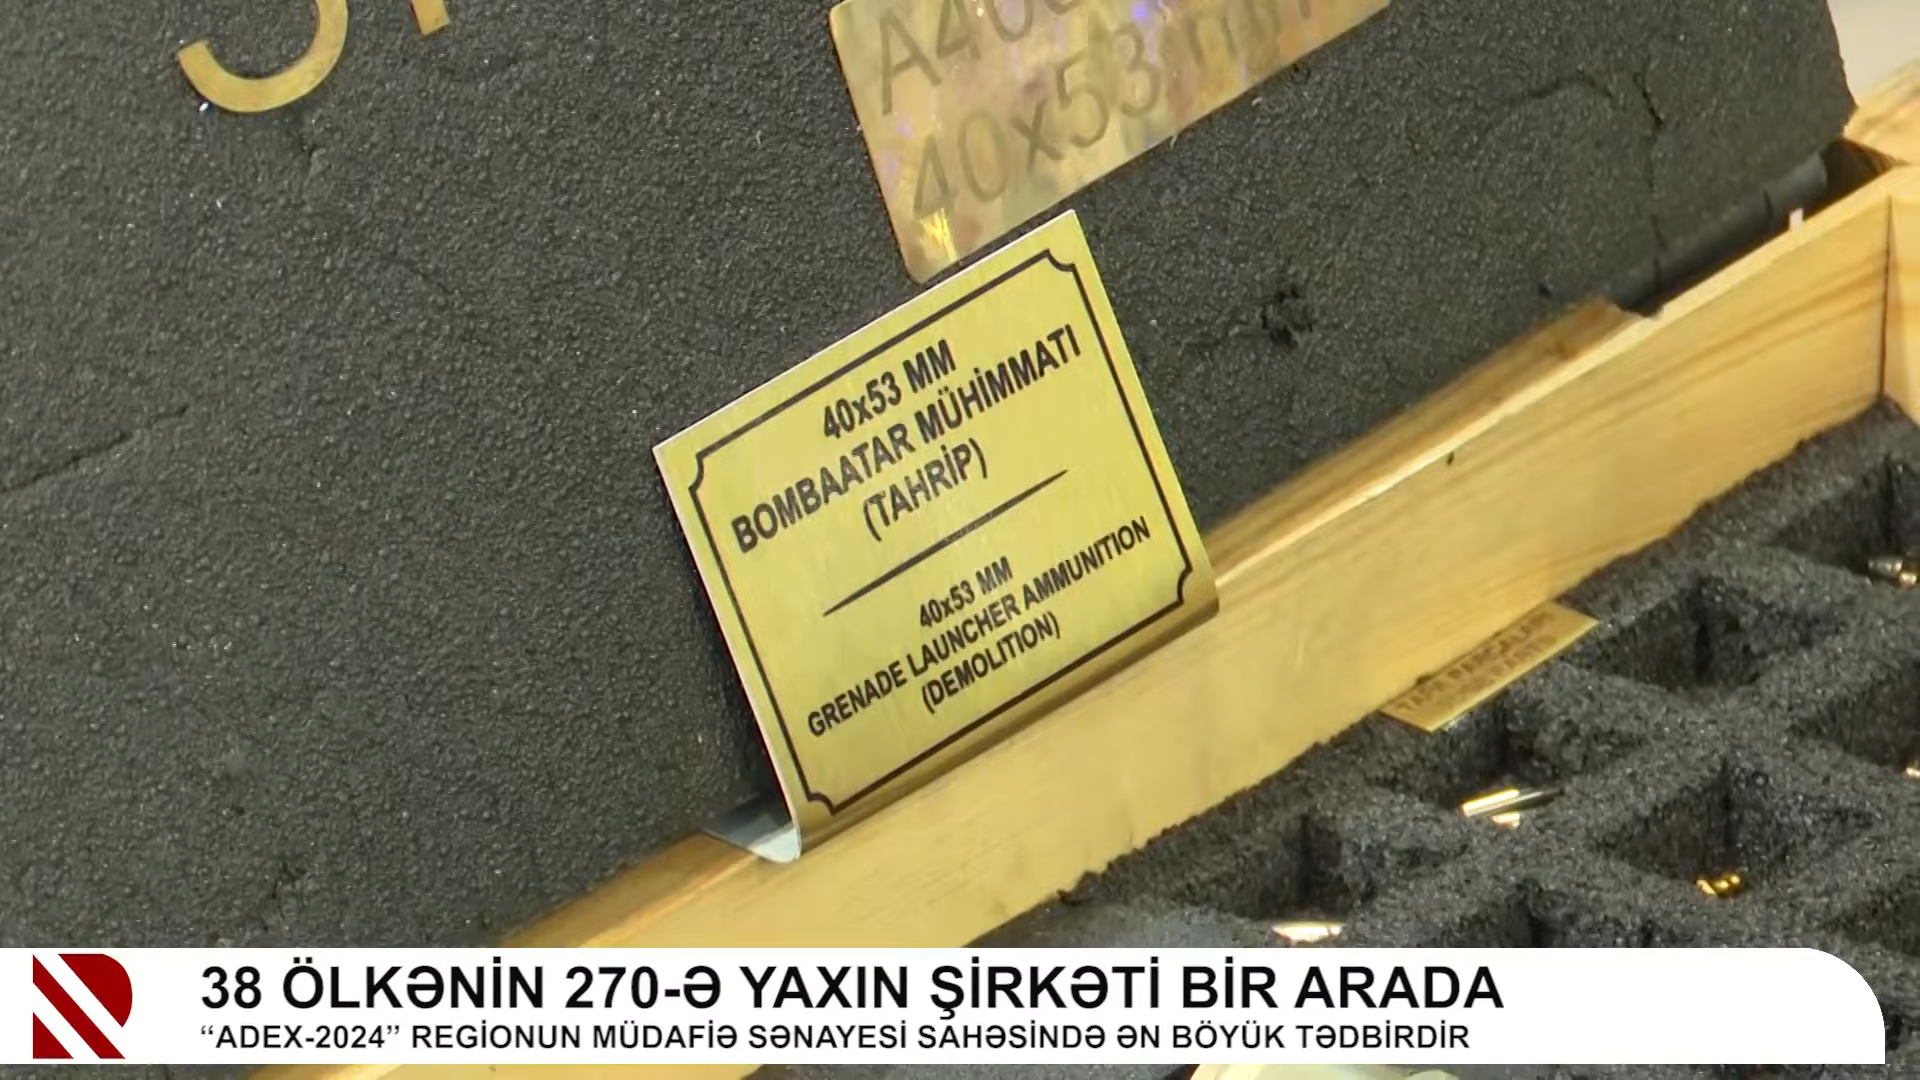 40x53 mm
40x53 MM
BOMBAATAR MÜHİMMATI
(TAHRİP)
40x53 MM
GRENADE LAUNCHER AMMUNITION
(DEMOLITION)
38 ÖLKƏNİN 270-Ə YAXIN ŞİRKƏTİ BİR ARADA
“ADEX-2024” REGİONUN MÜDAFİƏ SƏNAYESİ SAHƏSİNDƏ ƏN BÖYÜK TƏDBİRDİR